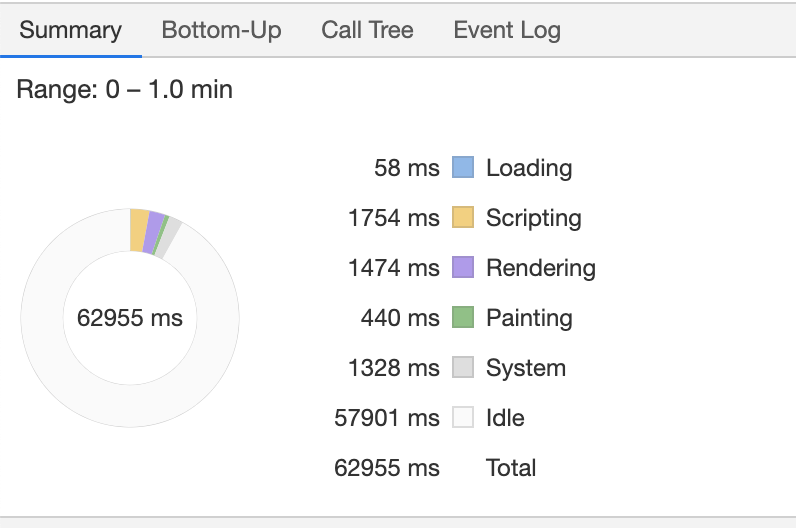 Summary Bottom-Up Call Tree Event Log
Range: 0 – 1.0 min
58 ms Loading
1754 ms Scripting
1474 ms Rendering
62955 ms
440 ms Painting
1328 ms System
57901 ms Idle
62955 ms Total